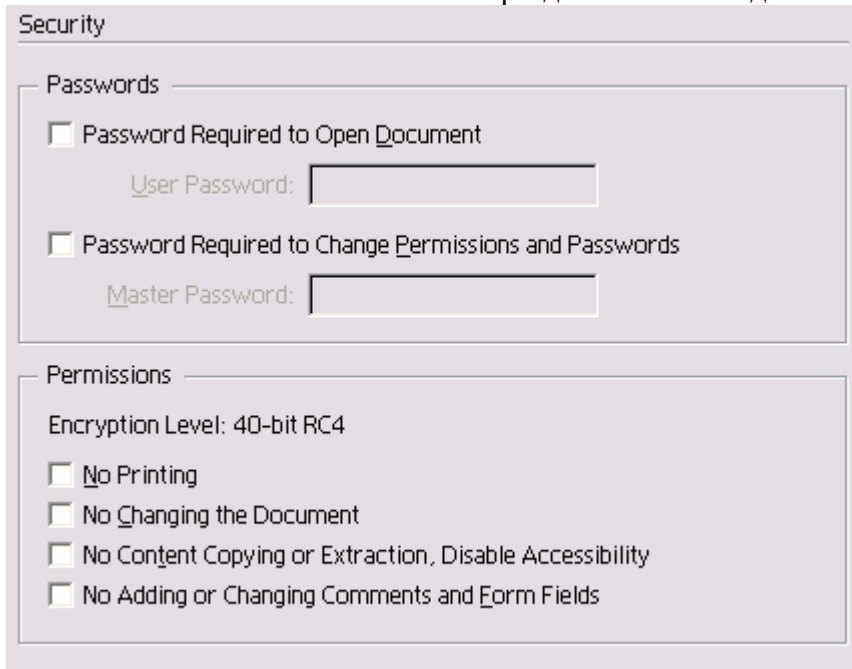 Security
Passwords
Password Required to Open Document
User Password:
Password Required to Change Permissions and Passwords
Master Password:
Permissions
Encryption Level: 40-bit RC4
No Printing
No Changing the Document
No Content Copying or Extraction, Disable Accessibility
No Adding or Changing Comments and Form Fields